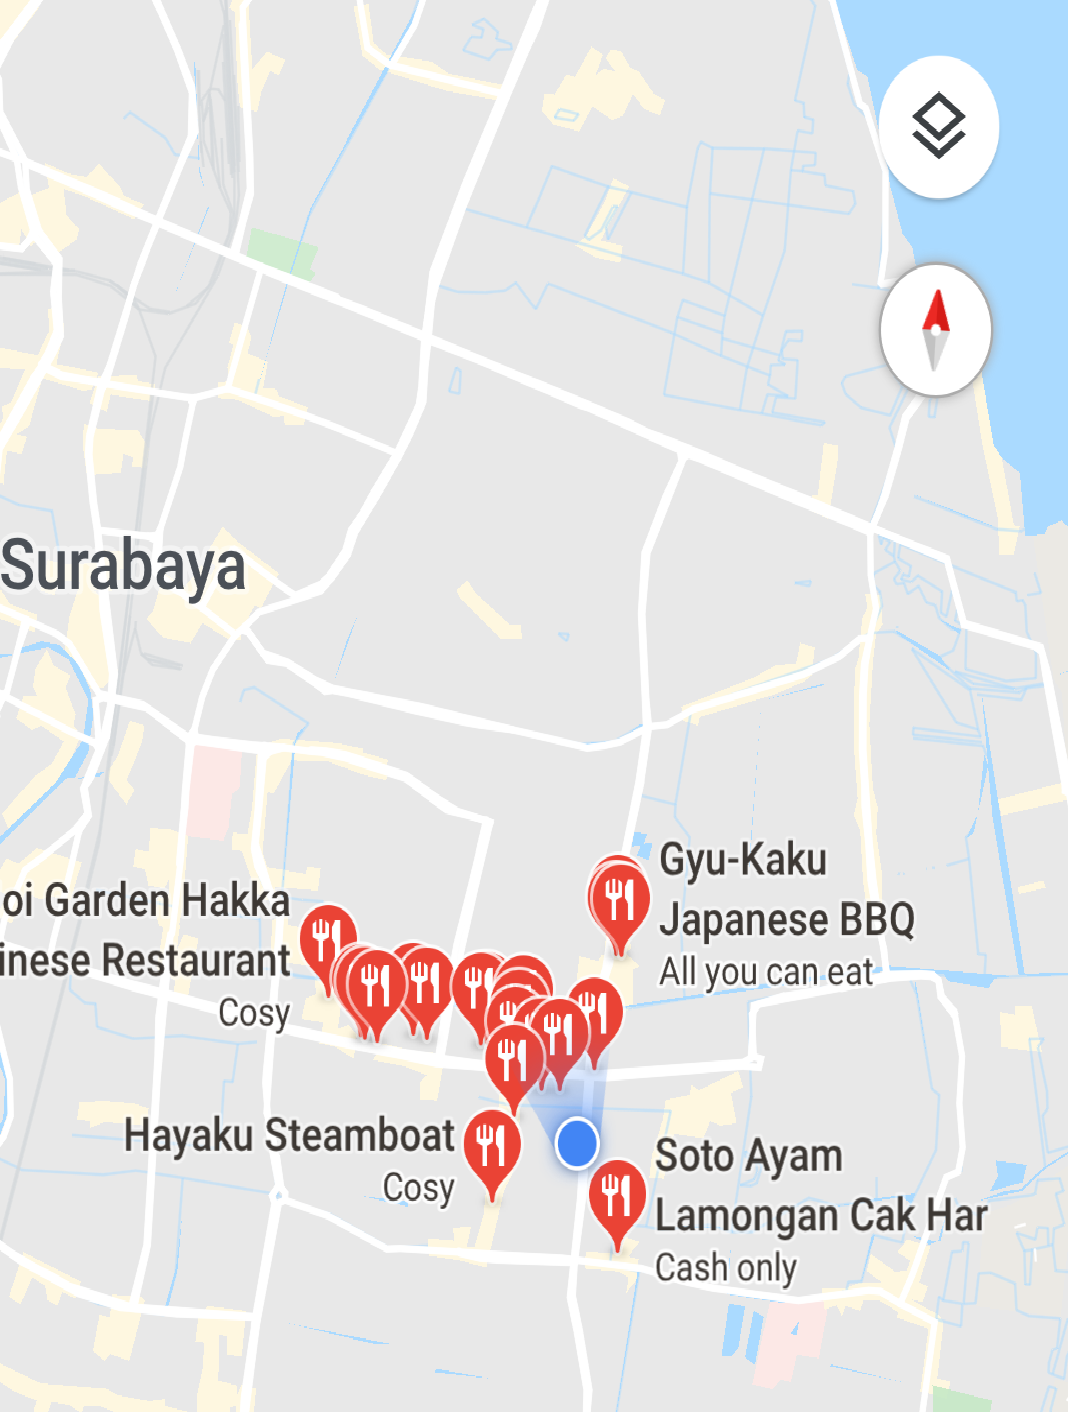 Surabaya
Gyu-Kaku
Japanese BBQ
All you can eat
oi Garden Hakka
inese Restaurant
Cosy
Hayaku Steamboat
Cosy
Soto Ayam
Lamongan Cak Har
Cash only